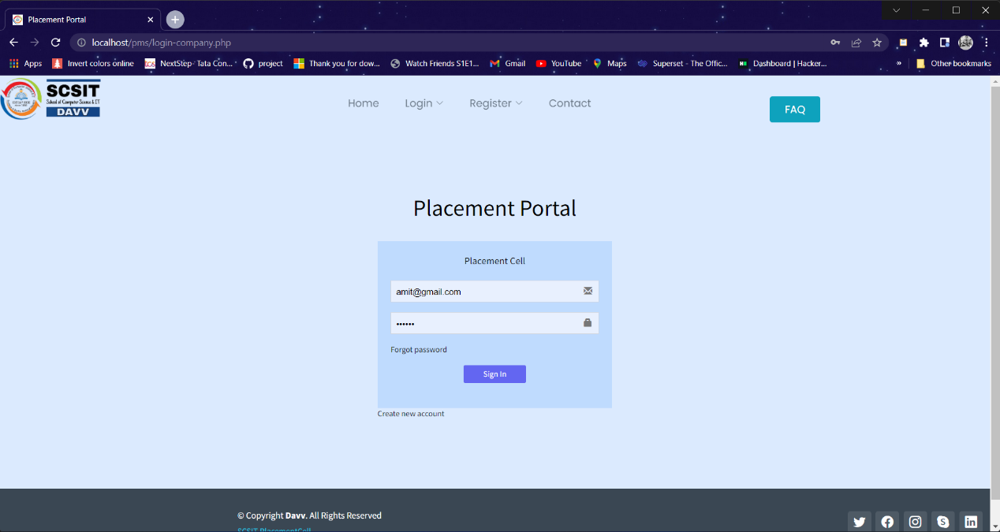 Placement Portal
localhost/pms/login-company.php
Apps Invert colors online NextStep - Tata Con... project Thank you for dow... Watch Friends S1E1... Gmail YouTube Maps Superset - The Offic... Dashboard | Hacker... » Other bookmarks
SCSIT
School of Computer Science & IT
DAVV
Home Login Register Contact FAQ
Placement Portal
Placement Cell
amit@gmail.com
••••••
Forgot password
Sign In
Create new account
© Copyright Davv. All Rights Reserved
SCSIT PlacementCell